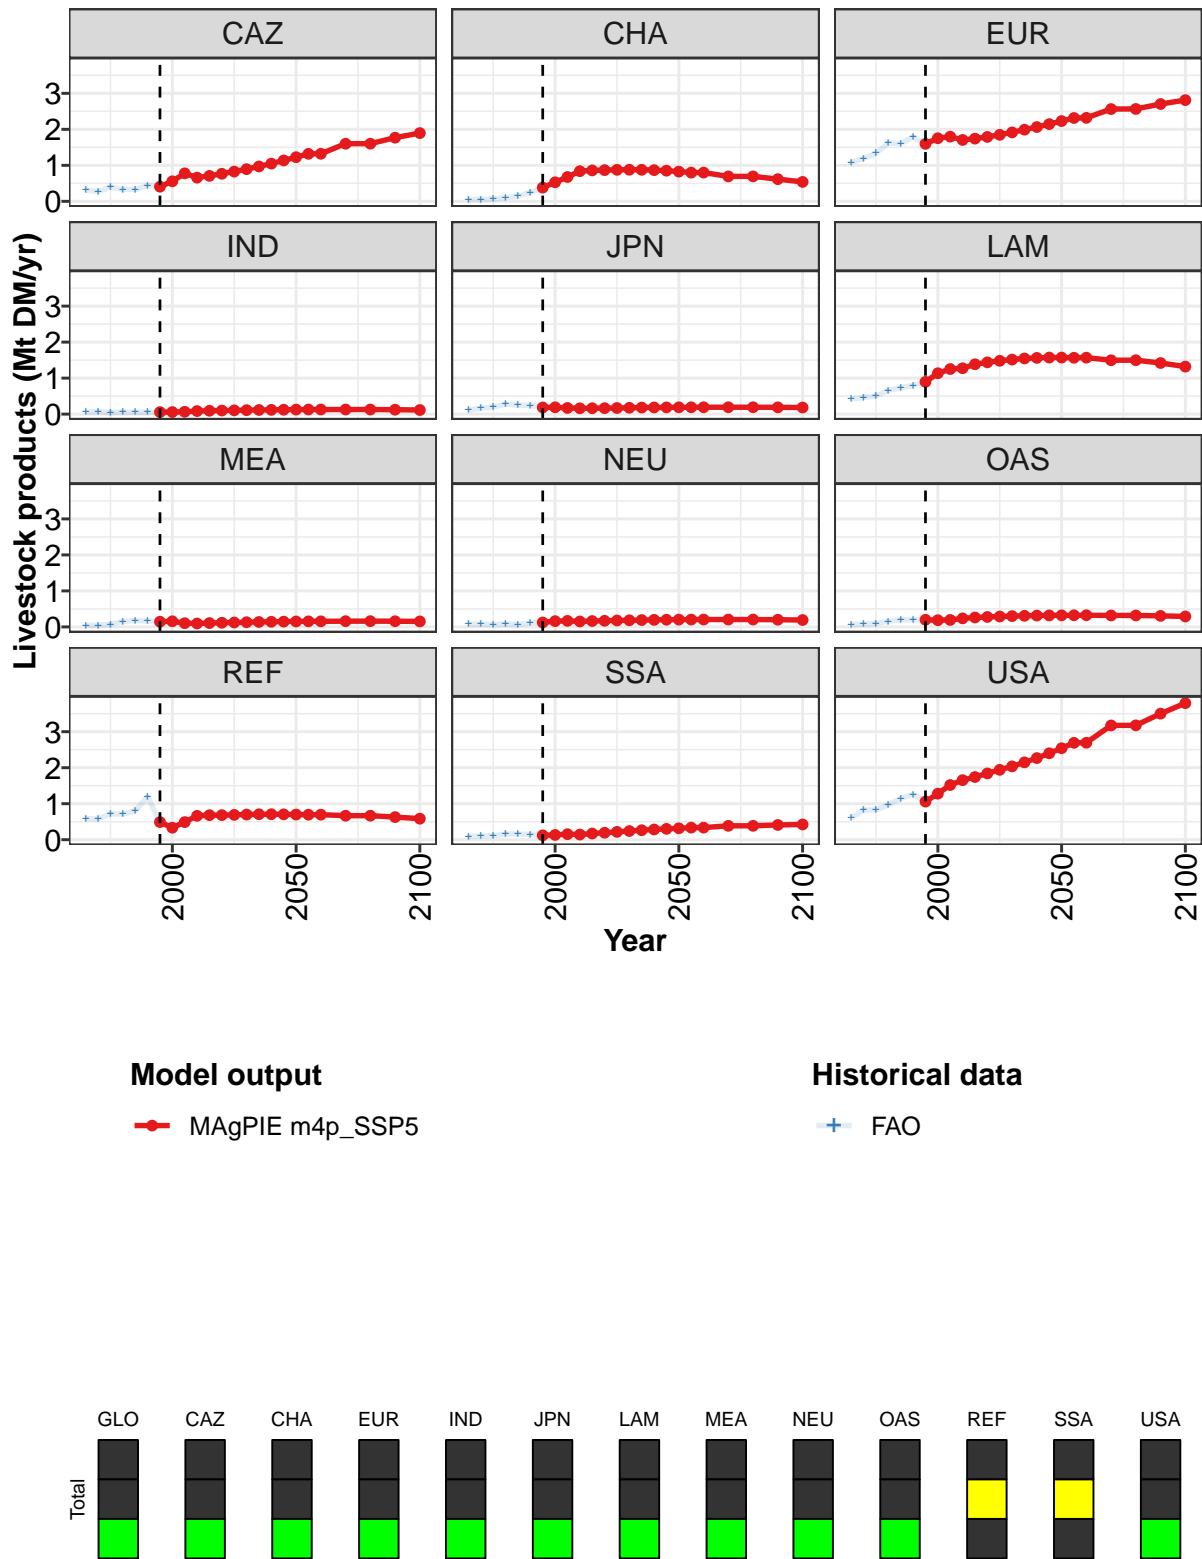 CAZ CHA EUR
3
2
1
0
IND JPN LAM
3
2
1
0
MEA NEU OAS
3
2
1
0
REF SSA USA
3
2
1
0
Livestock products (Mt DM/yr)
2000 2050 2100 2000 2050 2100 2000 2050 2100
Year
Model output
MAgPIE m4p_SSP5
Historical data
FAO
GLO CAZ CHA EUR IND JPN LAM MEA NEU OAS REF SSA USA
Total